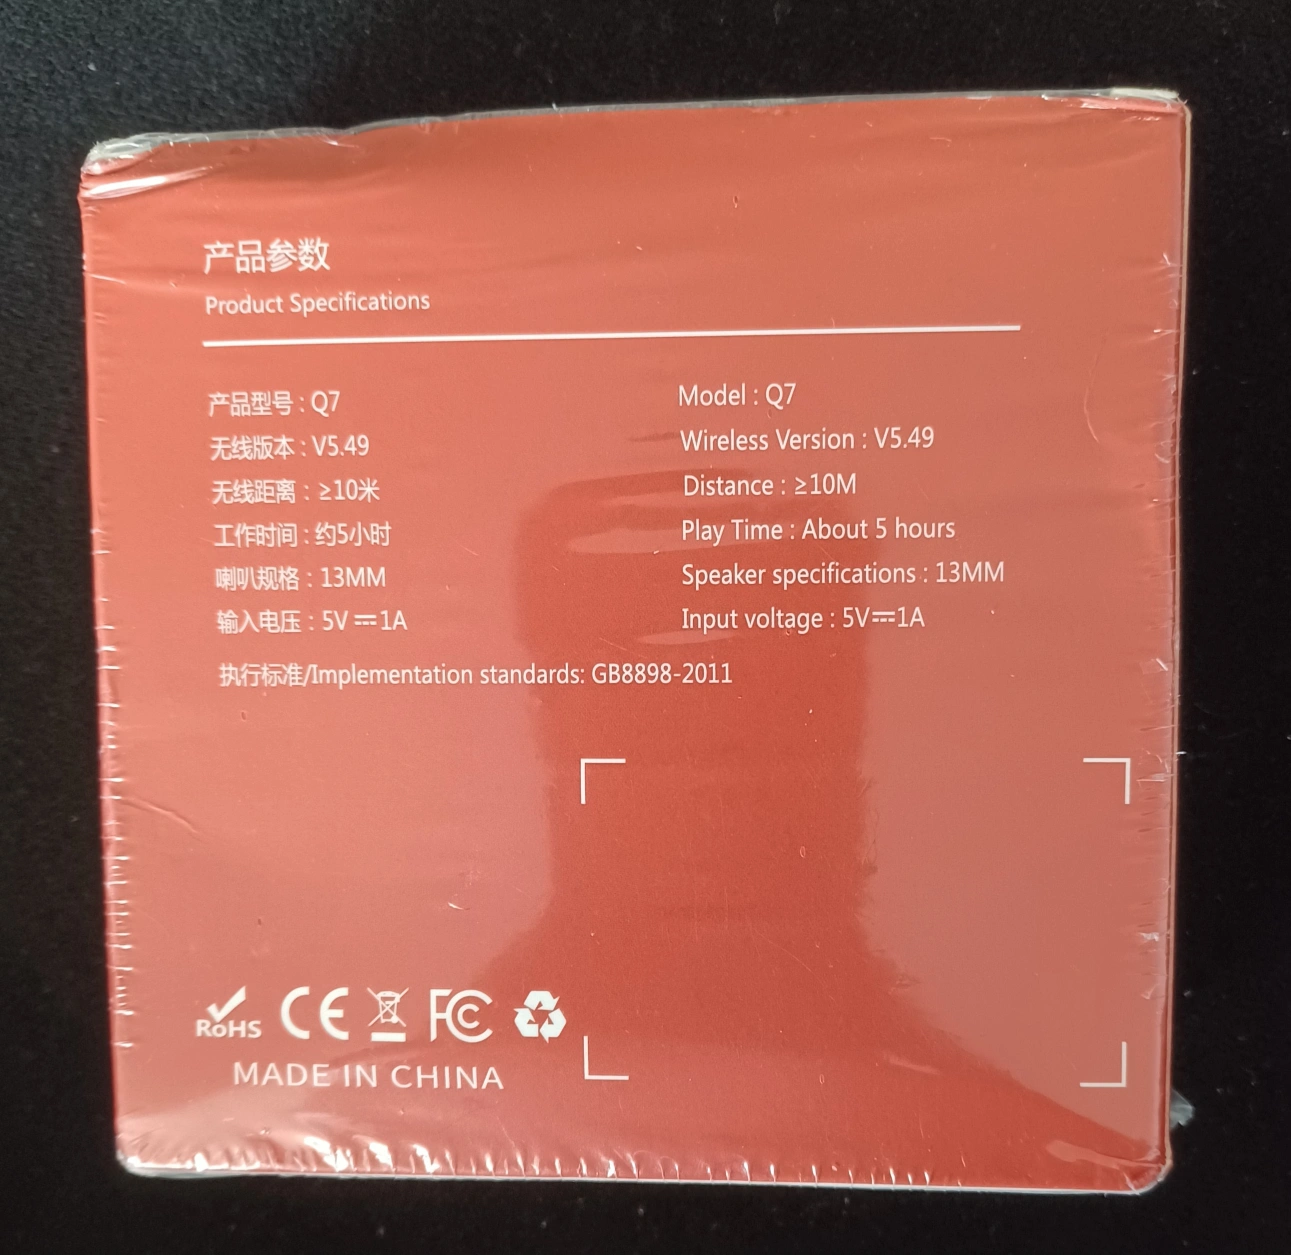 产品参数
Product Specifications
产品型号 : Q7
无线版本 : V5.49
无线距离 : ≥10米
工作时间 : 约5小时
喇叭规格 : 13MM
输入电压 : 5V⎓1A
Model : Q7
Wireless Version : V5.49
Distance : ≥10M
Play Time : About 5 hours
Speaker specifications : 13MM
Input voltage : 5V⎓1A
执行标准/Implementation standards: GB8898-2011
RoHS CE FC
MADE IN CHINA